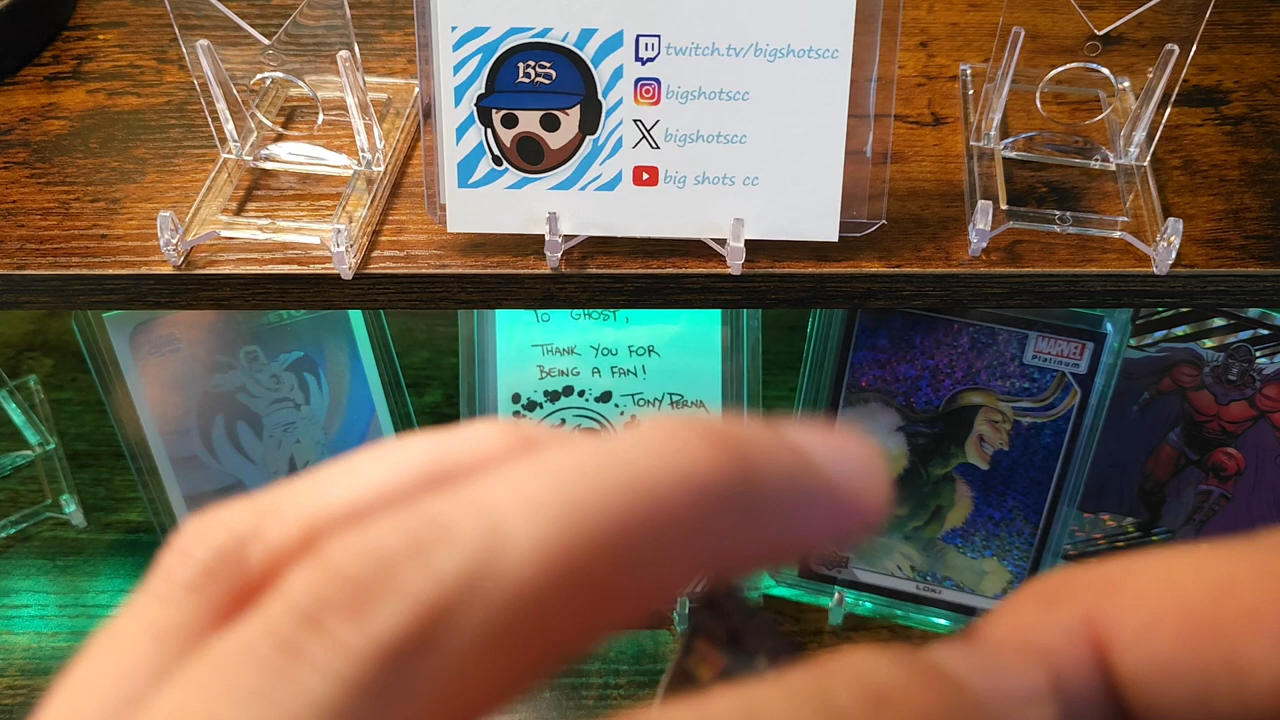 BS
twitch.tv/bigshotscc
bigshotscc
bigshotscc
big shots cc
TO GHOST,
THANK YOU FOR
BEING A FAN!
TONY PERNA
MARVEL
Platinum
LOKI